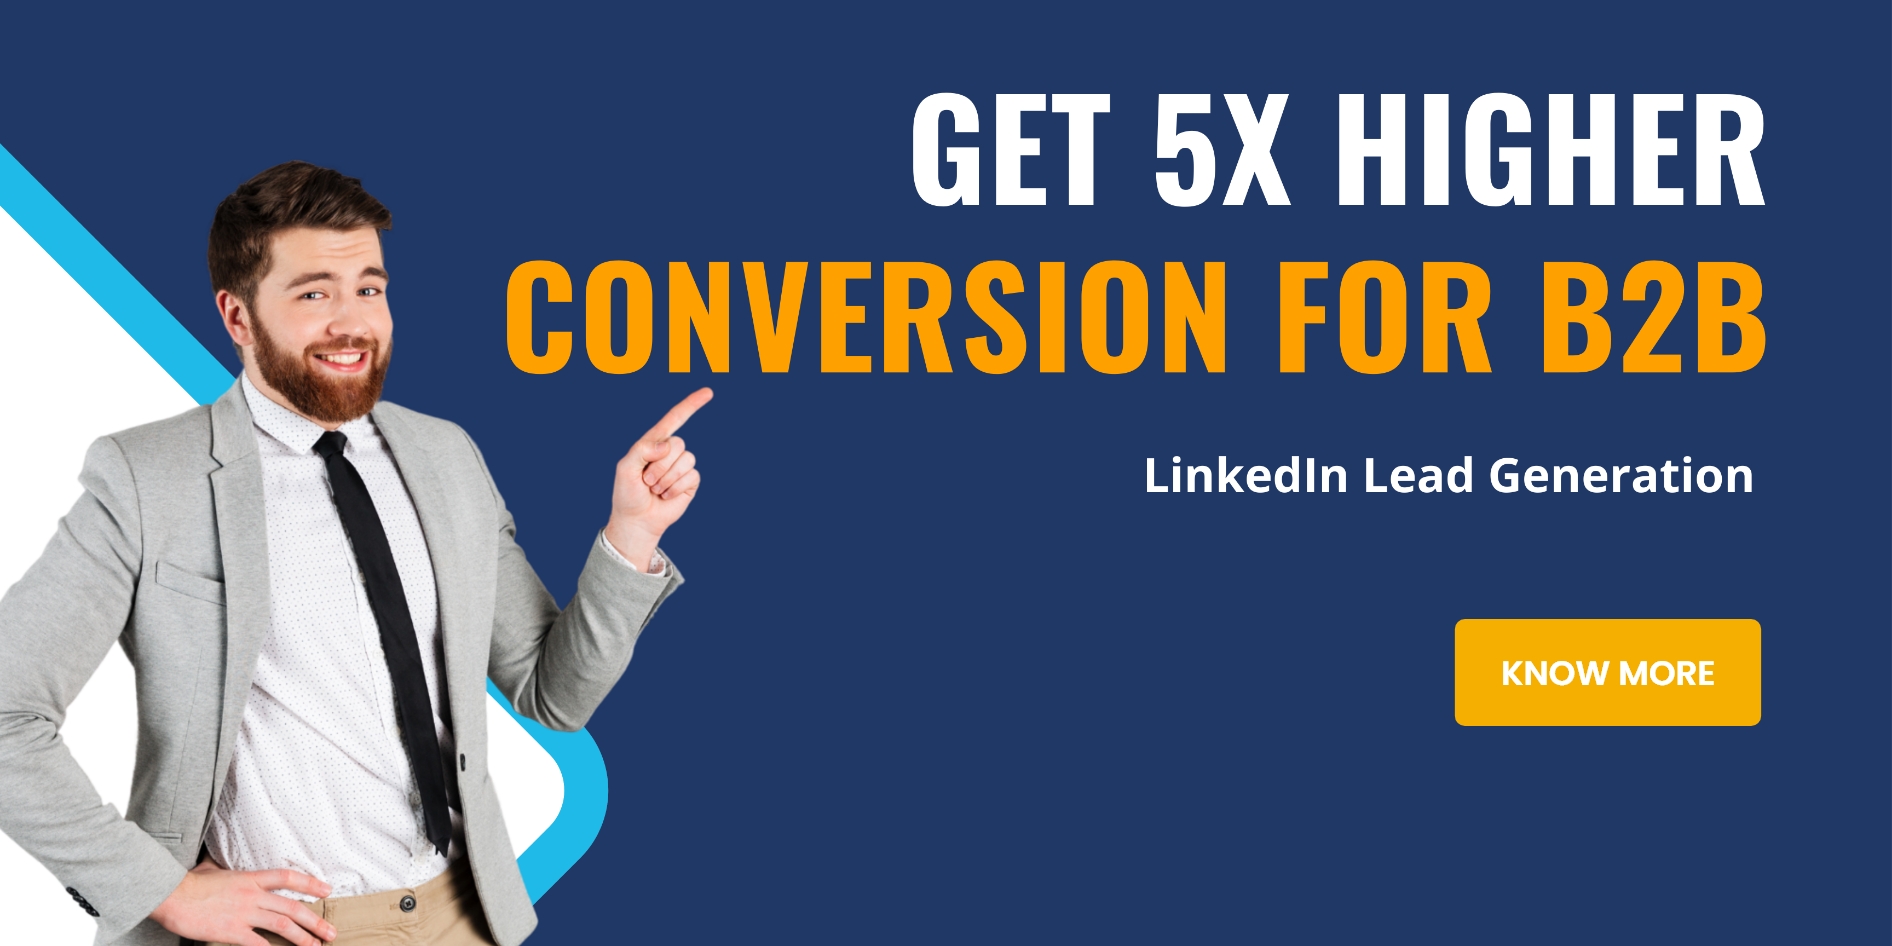 GET 5X HIGHER
CONVERSION FOR B2B
LinkedIn Lead Generation
KNOW MORE